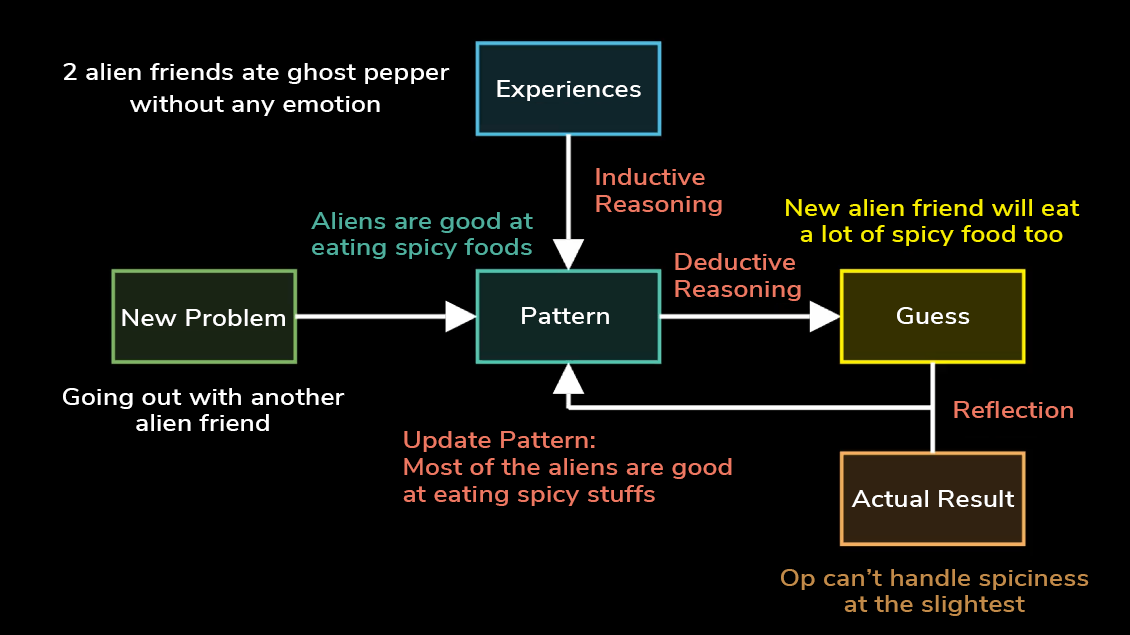 2 alien friends ate ghost pepper
without any emotion
Experiences
Inductive
Reasoning
Aliens are good at
eating spicy foods
New alien friend will eat
a lot of spicy food too
Deductive
Reasoning
New Problem
Pattern
Guess
Going out with another
alien friend
Reflection
Update Pattern:
Most of the aliens are good
at eating spicy stuffs
Actual Result
Op can't handle spiciness
at the slightest